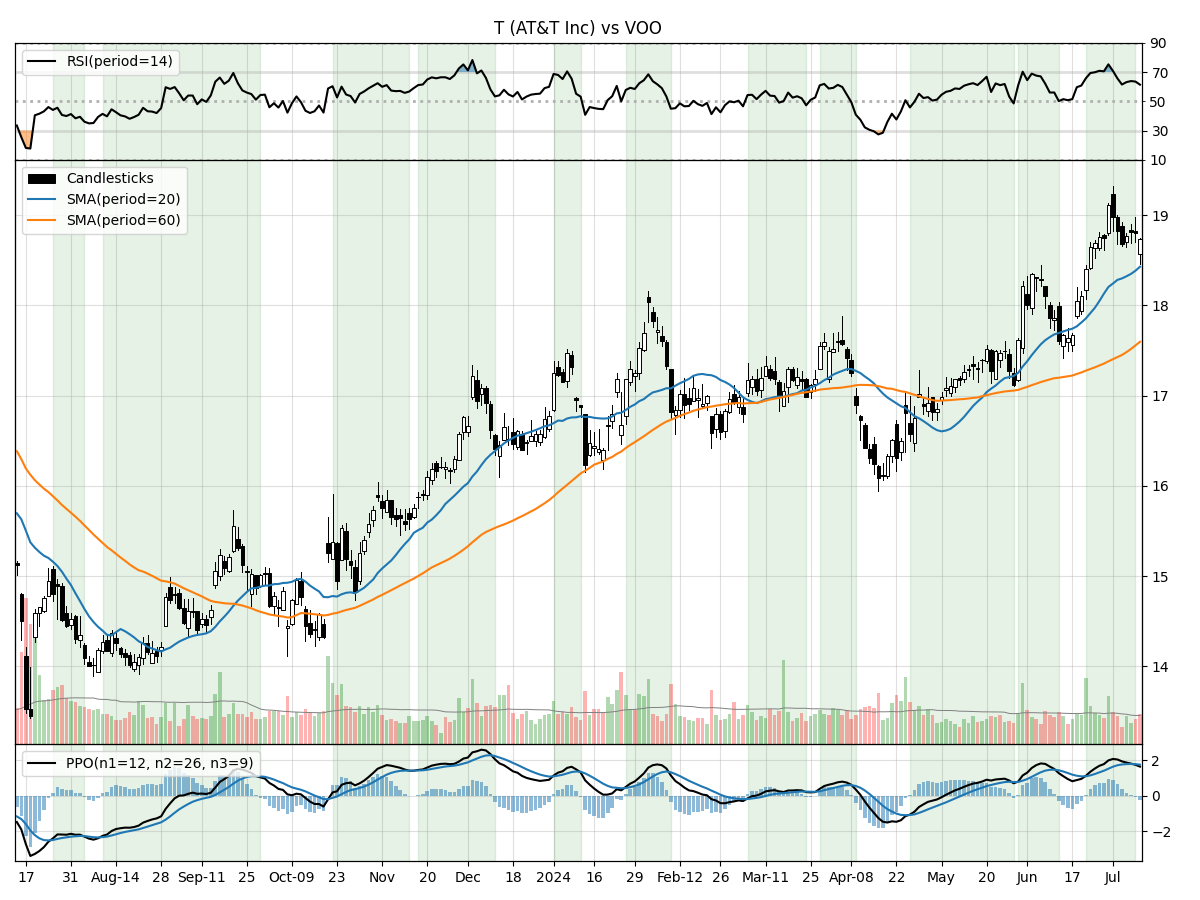 T (AT&T Inc) vs VOO
RSI(period=14)
90
70
50
30
10
Candlesticks
SMA(period=20)
SMA(period=60)
19
18
17
16
15
14
PPO(n1=12, n2=26, n3=9)
2
0
−2
17 31 Aug-14 28 Sep-11 25 Oct-09 23 Nov 20 Dec 18 2024 16 29 Feb-12 26 Mar-11 25 Apr-08 22 May 20 Jun 17 Jul